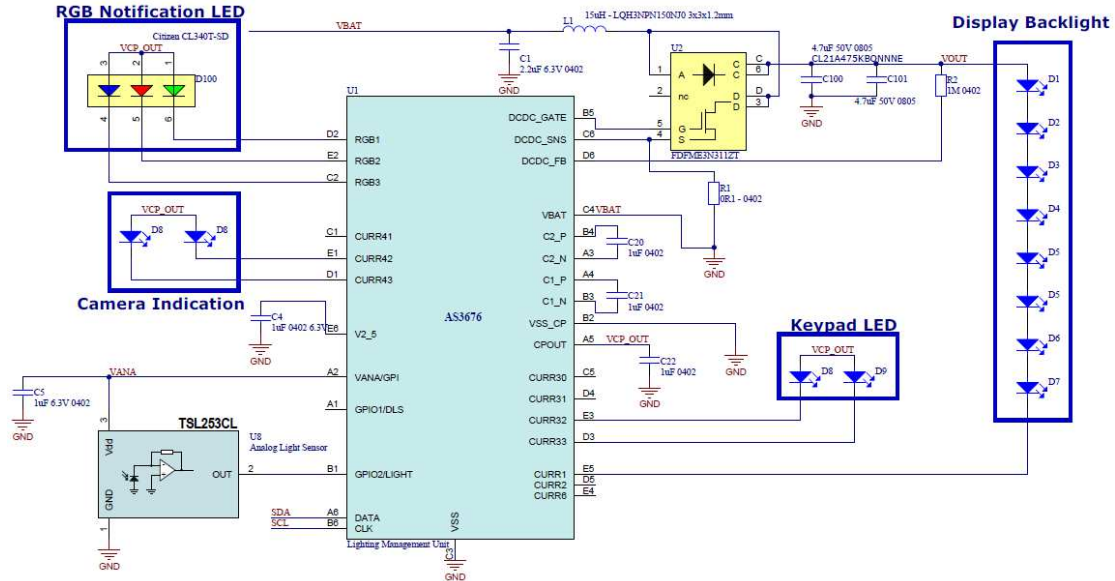 RGB Notification LED
Citizen CL340T-SD
VCP_OUT
3 2 1
D100
4 5 6
VBAT
L1 15uH - LQH3NPN150NJ0 3x3x1.2mm
C1
2.2uF 6.3V 0402
GND
U2
1 A C C 6
2 nc D D 3
5 G
4 S
FDFME3N311ZT
4.7uF 50V 0805
CL21A475KBQNNNE
VOUT
C100
C101
4.7uF 50V 0805
GND
R2
1M 0402
Display Backlight
D1
D2
D3
D4
D5
D5
D6
D7
U1
D2 RGB1
E2 RGB2
C2 RGB3
DCDC_GATE B5
DCDC_SNS C6
DCDC_FB D6
R1
0R1 - 0402
GND
VCP_OUT
D8 D8
Camera Indication
C1 CURR41
E1 CURR42
D1 CURR43
VBAT C4 VBAT
C2_P B4
C2_N A3
C20
1uF 0402
C1_P A4
C1_N B3
C21
1uF 0402
VSS_CP B2
GND
CPOUT A5 VCP_OUT
C22
1uF 0402
GND
AS3676
C4
1uF 0402 6.3V
E6 V2_5
GND
Keypad LED
VCP_OUT
D8 D9
CURR30 C5
CURR31 D4
CURR32 E3
CURR33 D3
CURR1 E5
CURR2 D5
CURR6 E4
VANA
A2 VANA/GPI
C5
1uF 6.3V 0402
GND
A1 GPIO1/DLS
TSL253CL
U8
Analog Light Sensor
3
Vdd
OUT 2
GND
1
GND
B1 GPIO2/LIGHT
SDA A6 DATA
SCL B6 CLK
VSS
C3
GND
Lighting Management Unit